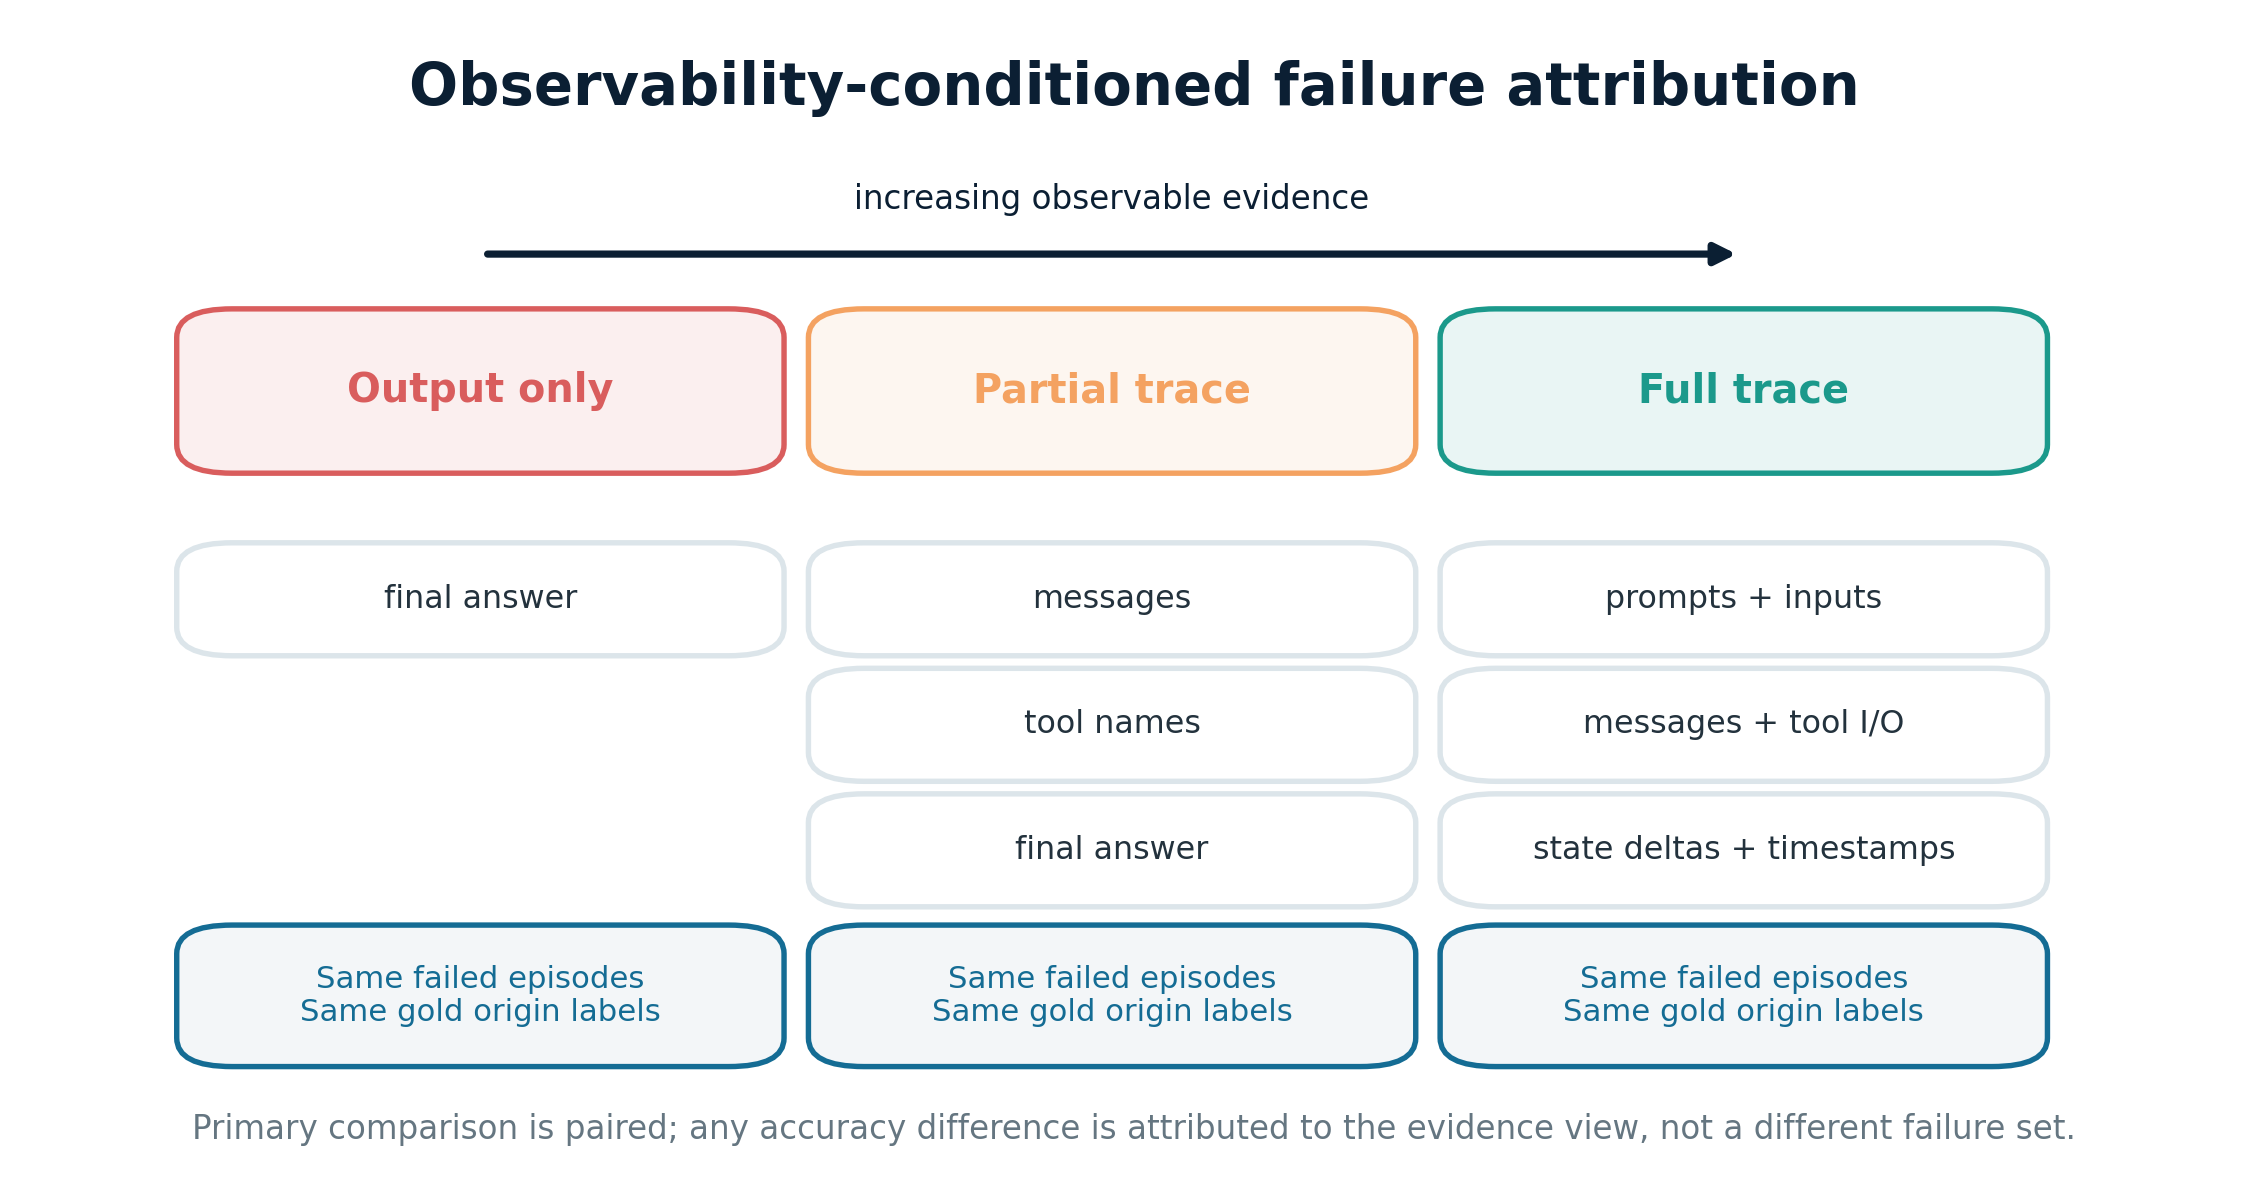 Observability-conditioned failure attribution
increasing observable evidence
Output only
Partial trace
Full trace
final answer
messages
prompts + inputs
tool names
messages + tool I/O
final answer
state deltas + timestamps
Same failed episodes
Same gold origin labels
Same failed episodes
Same gold origin labels
Same failed episodes
Same gold origin labels
Primary comparison is paired; any accuracy difference is attributed to the evidence view, not a different failure set.